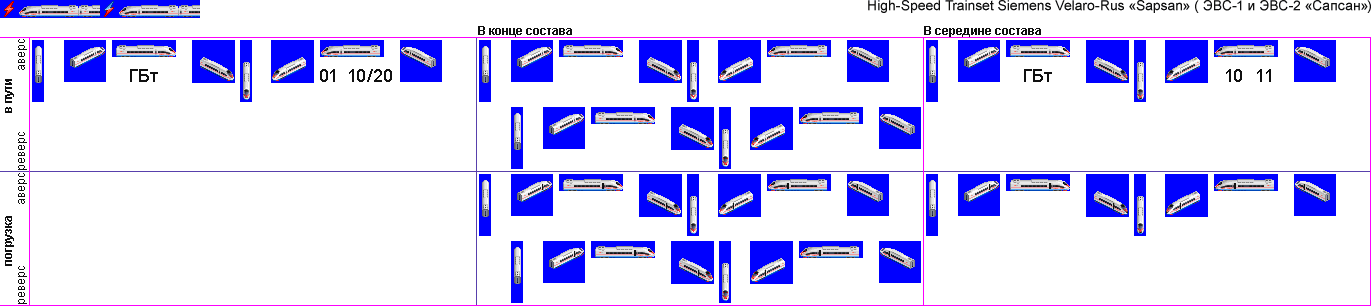 High-Speed Trainset Siemens Velaro-Rus «Sapsan» ( ЭВС-1 и ЭВС-2 «Сапсан»)
В конце состава
В середине состава
в пути
аверс
ГБт
01 10/20
ГБт
10 11
реверс
погрузка
аверс
реверс